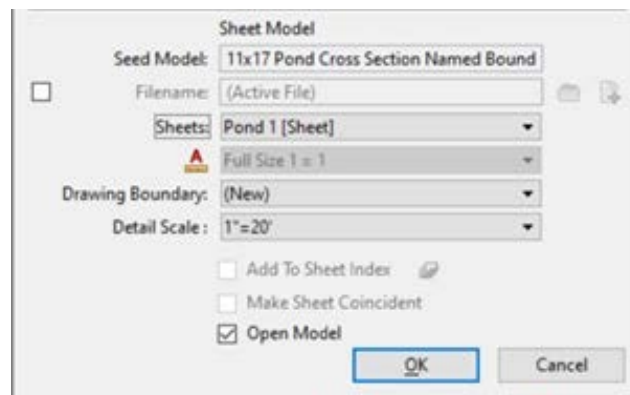 Sheet Model
Seed Model: 11x17 Pond Cross Section Named Bound
Filename: (Active File)
Sheets: Pond 1 [Sheet]
A Full Size 1 = 1
Drawing Boundary: (New)
Detail Scale : 1"=20'
Add To Sheet Index
Make Sheet Coincident
Open Model
OK Cancel